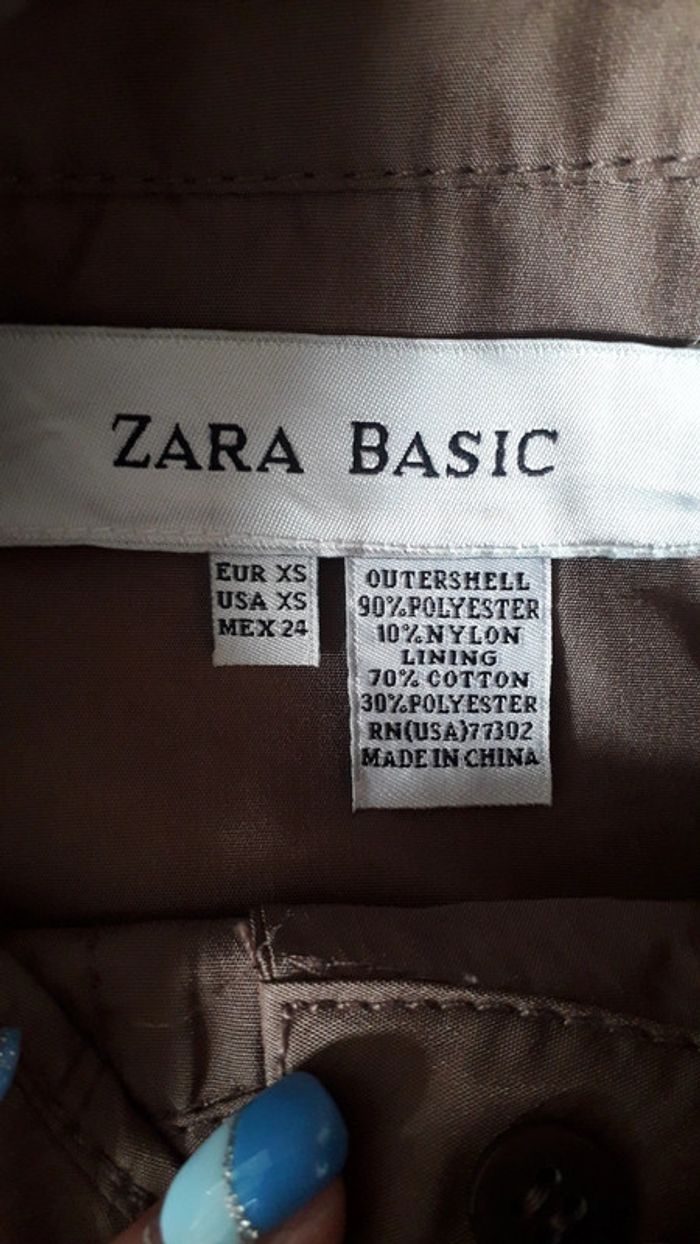 ZARA BASIC
EUR XS
USA XS
MEX 24
OUTERSHELL
90%POLYESTER
10%NYLON
LINING
70% COTTON
30%POLYESTER
RN(USA)77302
MADE IN CHINA